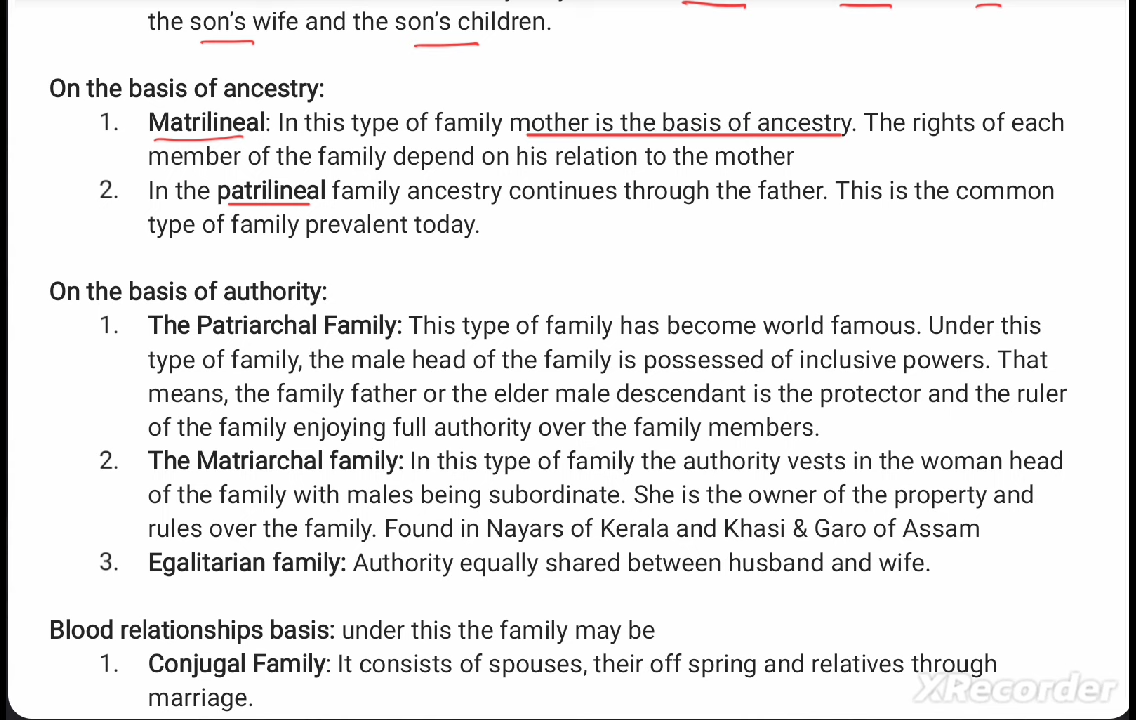 the son's wife and the son's children.
On the basis of ancestry:
1. Matrilineal: In this type of family mother is the basis of ancestry. The rights of each
member of the family depend on his relation to the mother
2. In the patrilineal family ancestry continues through the father. This is the common
type of family prevalent today.
On the basis of authority:
1. The Patriarchal Family: This type of family has become world famous. Under this
type of family, the male head of the family is possessed of inclusive powers. That
means, the family father or the elder male descendant is the protector and the ruler
of the family enjoying full authority over the family members.
2. The Matriarchal family: In this type of family the authority vests in the woman head
of the family with males being subordinate. She is the owner of the property and
rules over the family. Found in Nayars of Kerala and Khasi & Garo of Assam
3. Egalitarian family: Authority equally shared between husband and wife.
Blood relationships basis: under this the family may be
1. Conjugal Family: It consists of spouses, their off spring and relatives through
marriage.
XRecorder